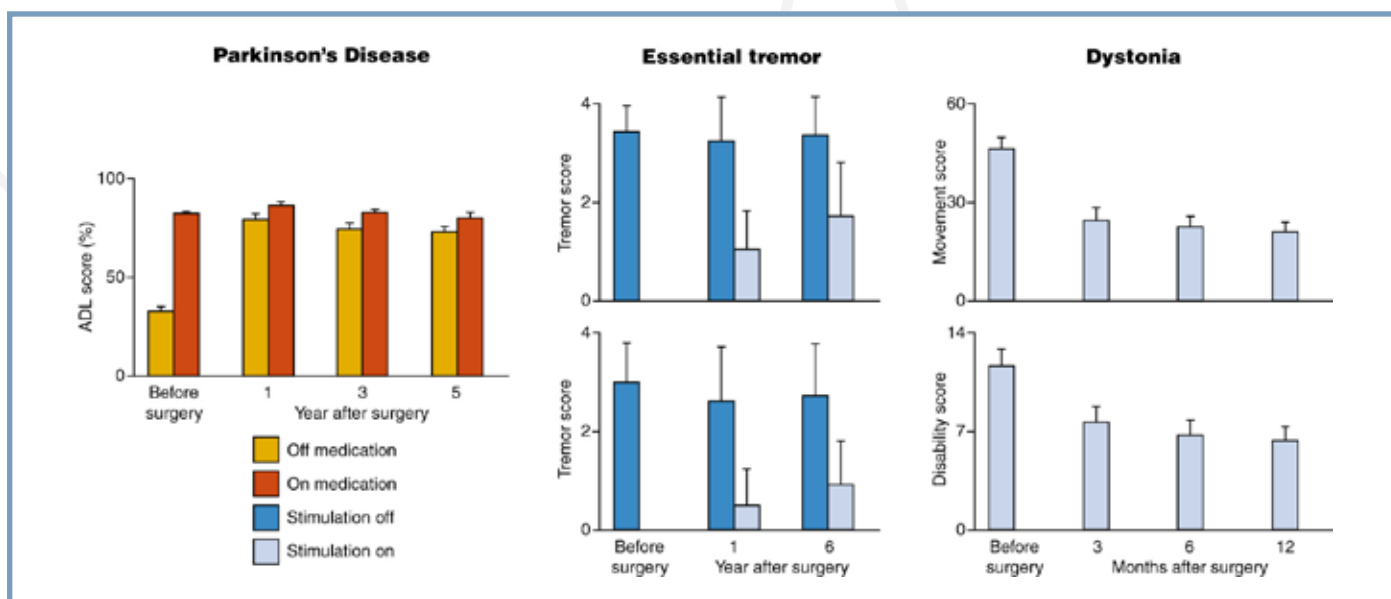 Parkinson's Disease
100
50
0
ADL score (%)
Before surgery
1
3
5
Year after surgery
Off medication
On medication
Stimulation off
Stimulation on
Essential tremor
4
2
0
Tremor score
4
2
0
Tremor score
Before surgery
1
6
Year after surgery
Dystonia
60
30
0
Movement score
14
7
0
Disability score
Before surgery
3
6
12
Months after surgery